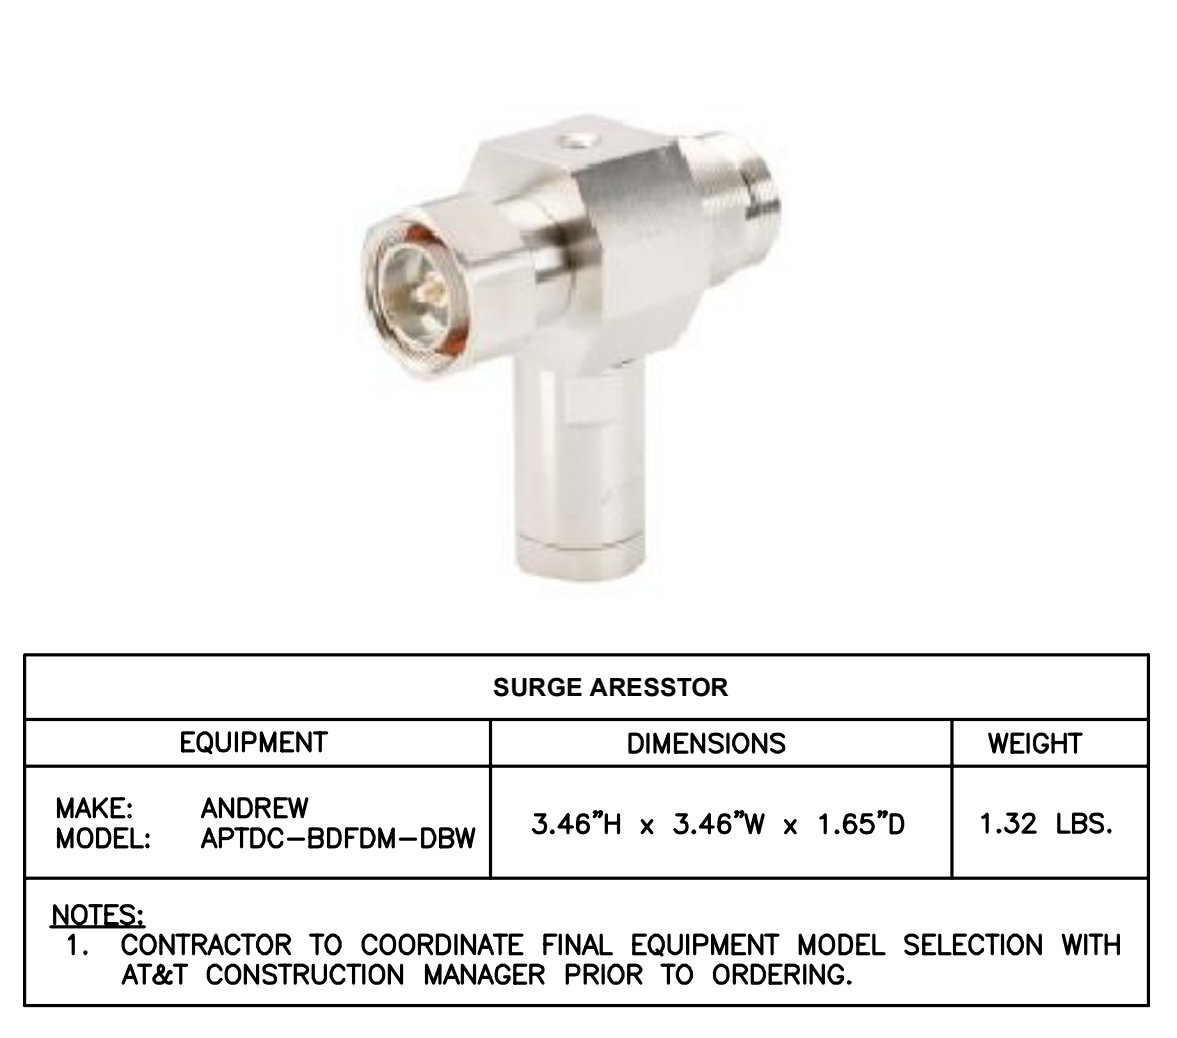 SURGE ARESSTOR
EQUIPMENT DIMENSIONS WEIGHT
MAKE: ANDREW
MODEL: APTDC-BDFDM-DBW
3.46"H x 3.46"W x 1.65"D
1.32 LBS.
NOTES:
1. CONTRACTOR TO COORDINATE FINAL EQUIPMENT MODEL SELECTION WITH
AT&T CONSTRUCTION MANAGER PRIOR TO ORDERING.